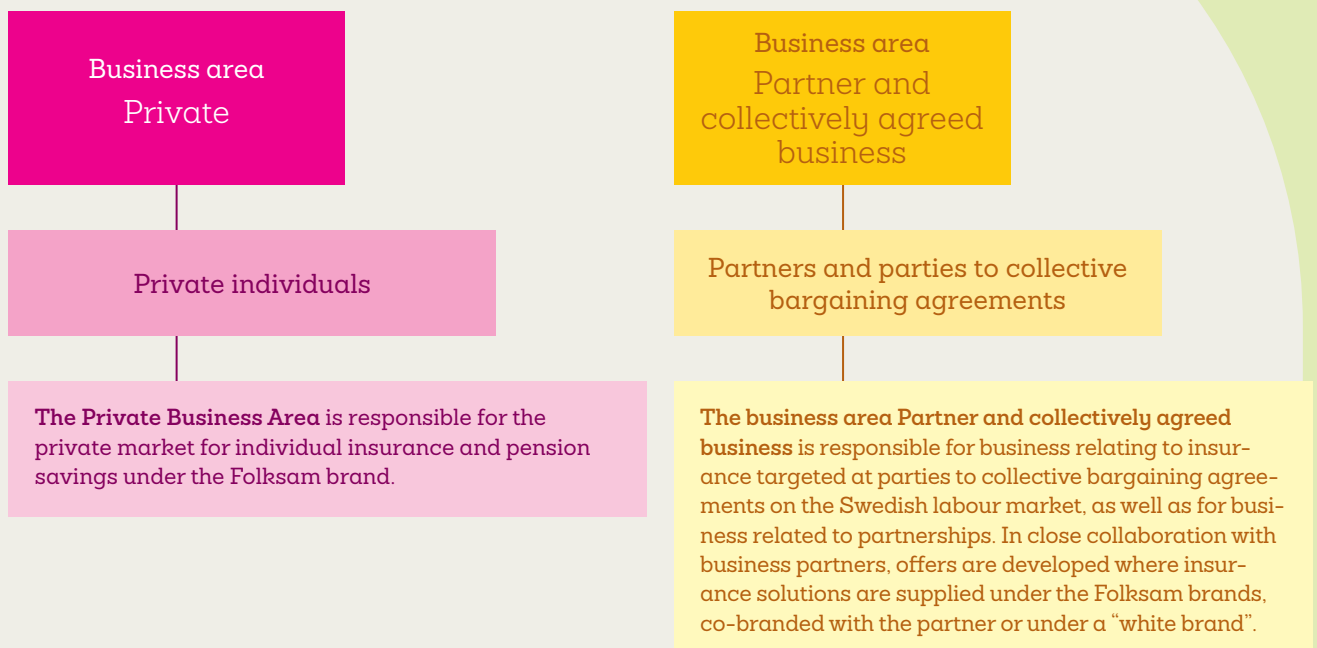 Business area
Private
Private individuals
The Private Business Area is responsible for the
private market for individual insurance and pension
savings under the Folksam brand.
Business area
Partner and
collectively agreed
business
Partners and parties to collective
bargaining agreements
The business area Partner and collectively agreed
business is responsible for business relating to insur-
ance targeted at parties to collective bargaining agree-
ments on the Swedish labour market, as well as for busi-
ness related to partnerships. In close collaboration with
business partners, offers are developed where insur-
ance solutions are supplied under the Folksam brands,
co-branded with the partner or under a “white brand”.